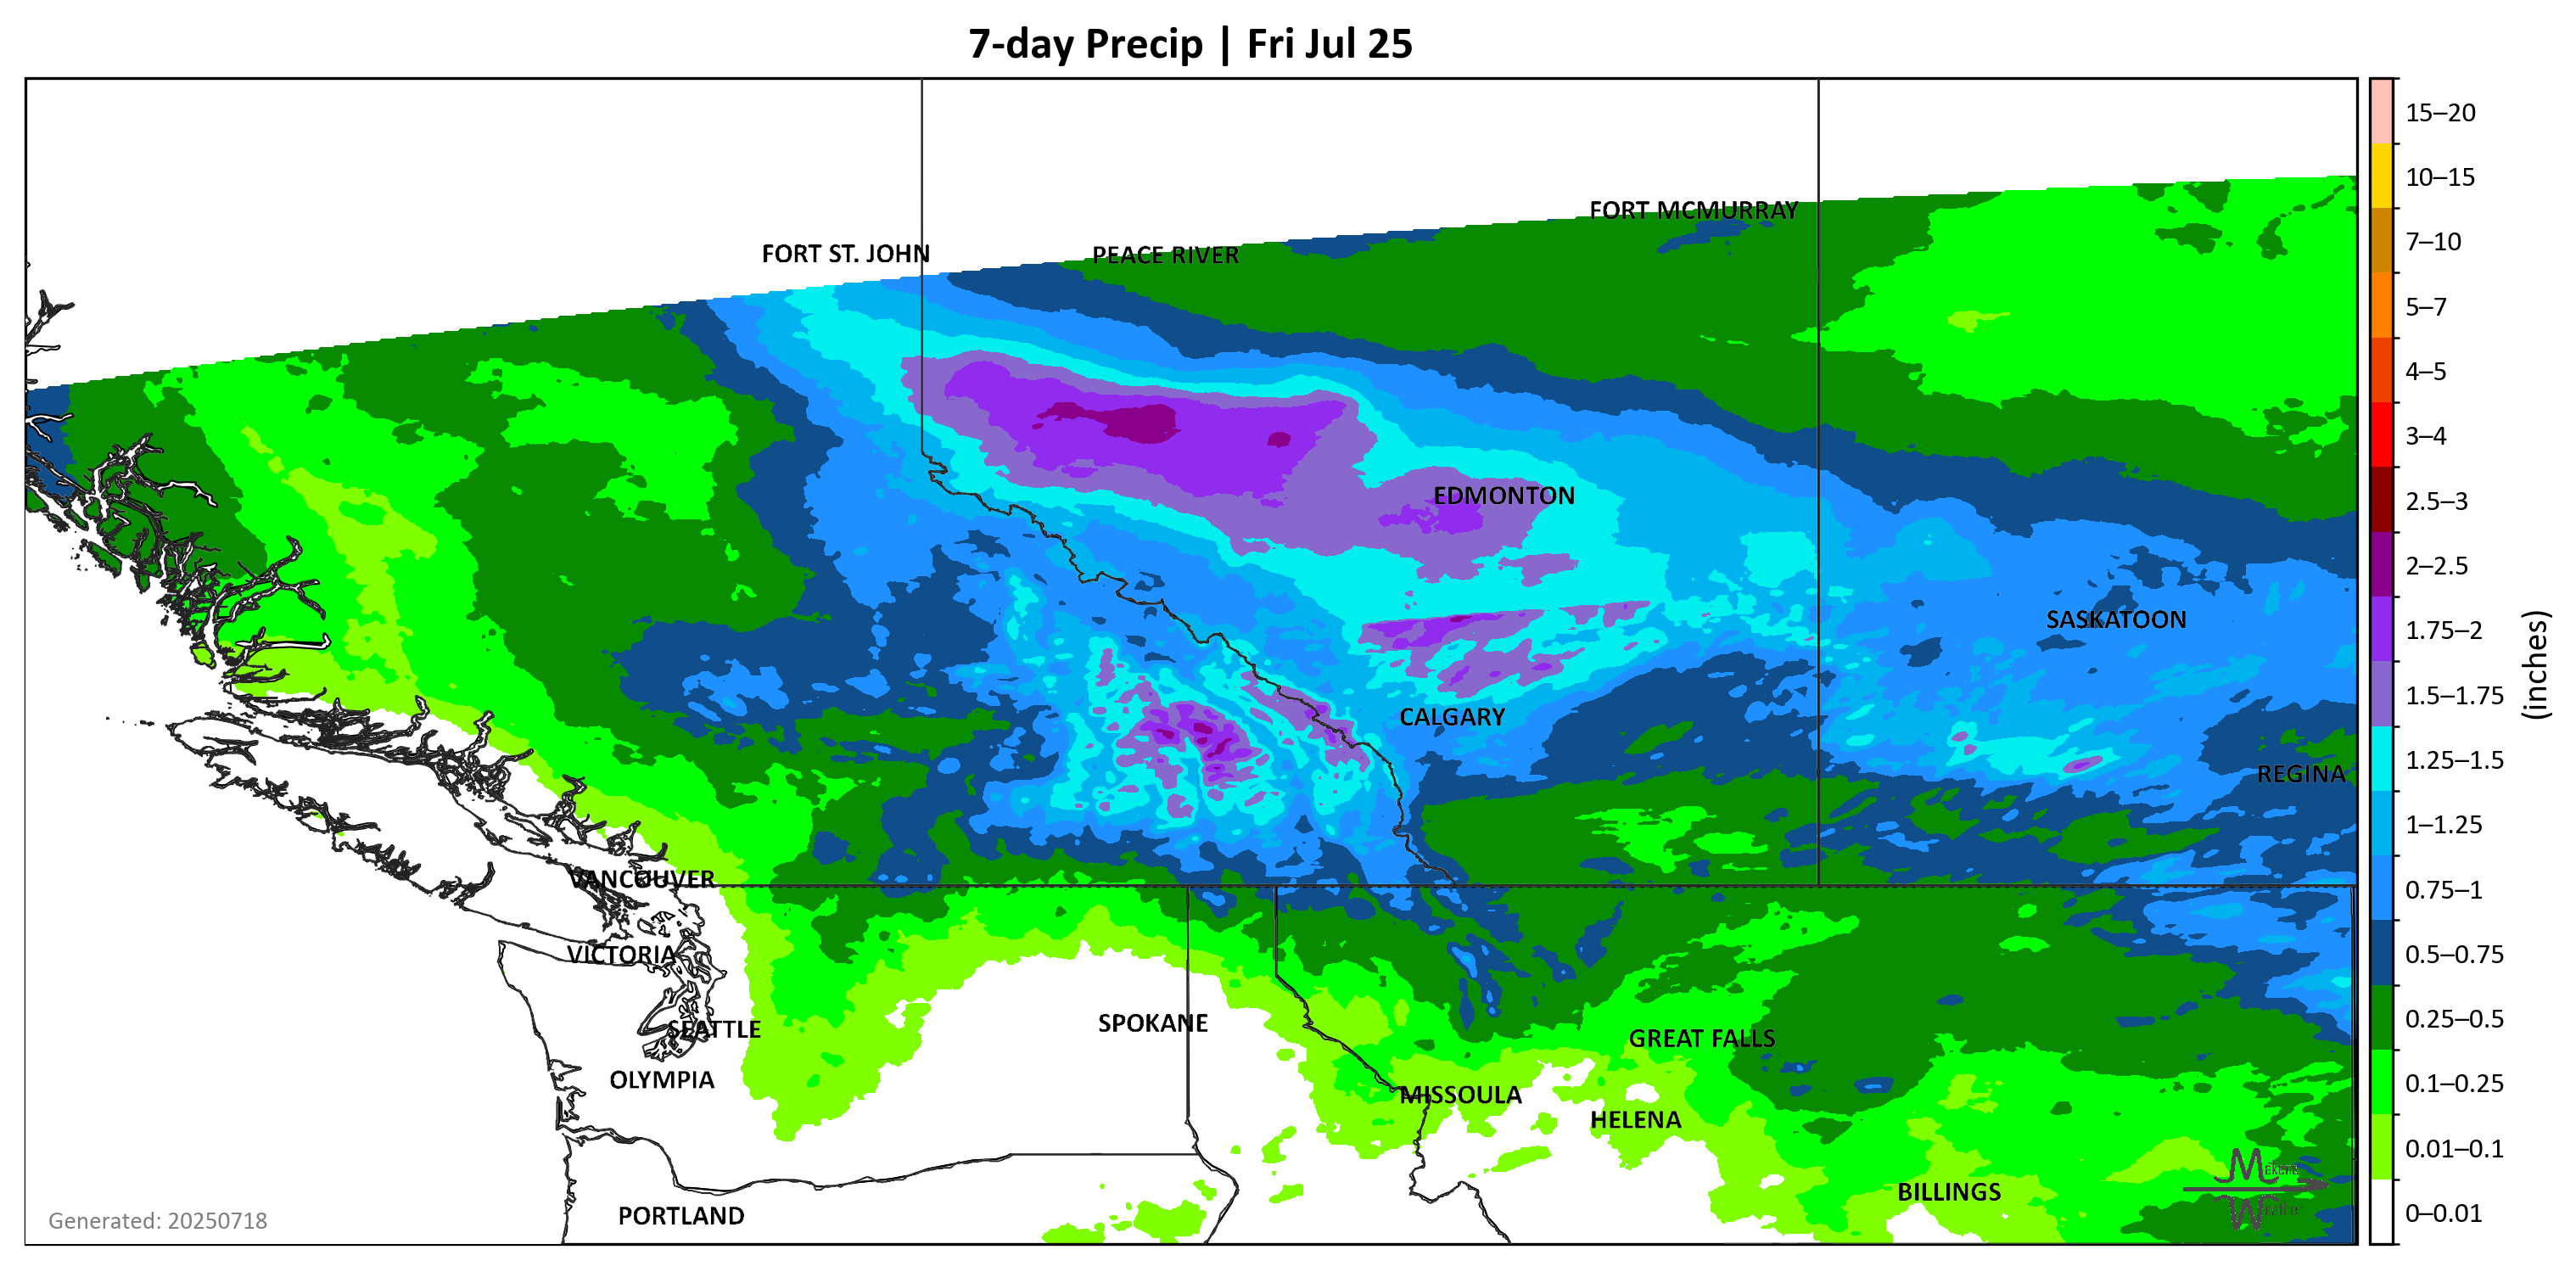 7-day Precip | Fri Jul 25
FORT MCMURRAY
FORT ST. JOHN
PEACE RIVER
EDMONTON
SASKATOON
CALGARY
REGINA
VANCOUVER
VICTORIA
SPOKANE
SEATTLE
GREAT FALLS
OLYMPIA
MISSOULA
HELENA
BILLINGS
PORTLAND
Generated: 20250718
Makens
Weather
15–20
10–15
7–10
5–7
4–5
3–4
2.5–3
2–2.5
1.75–2
1.5–1.75
1.25–1.5
1–1.25
0.75–1
0.5–0.75
0.25–0.5
0.1–0.25
0.01–0.1
0–0.01
(inches)